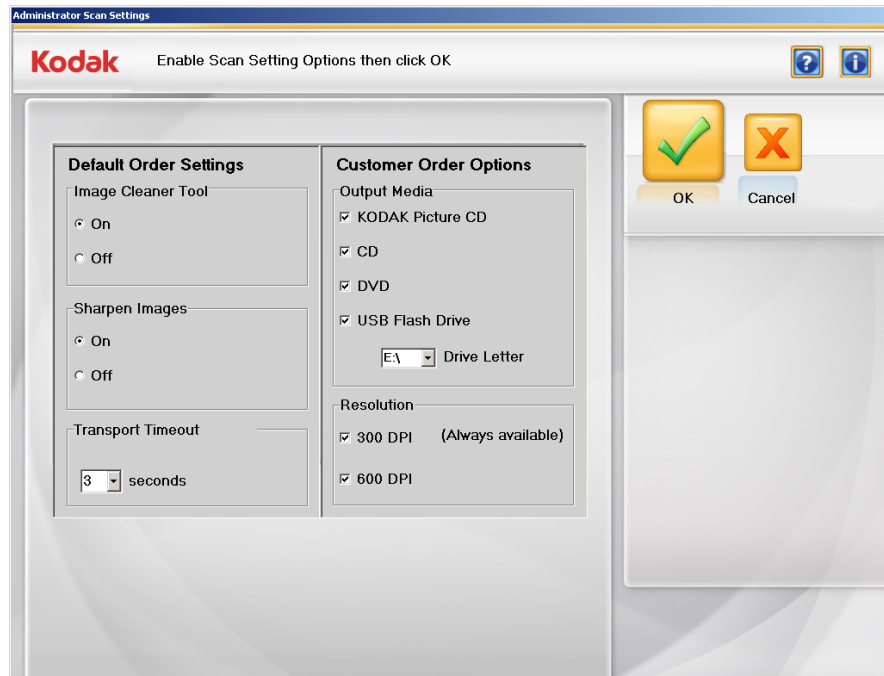 Administrator Scan Settings
Kodak
Enable Scan Setting Options then click OK
?
i
Default Order Settings
Image Cleaner Tool
On
Off
Sharpen Images
On
Off
Transport Timeout
3 seconds
Customer Order Options
Output Media
KODAK Picture CD
CD
DVD
USB Flash Drive
E:\ Drive Letter
Resolution
300 DPI (Always available)
600 DPI
OK
X
Cancel